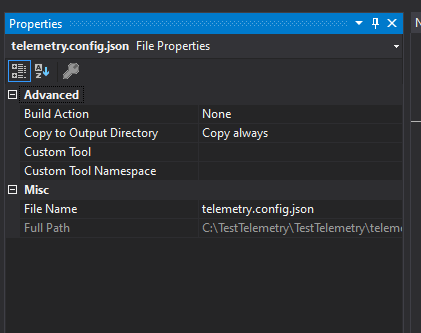 Properties
telemetry.config.json File Properties
Advanced
Build Action None
Copy to Output Directory Copy always
Custom Tool
Custom Tool Namespace
Misc
File Name telemetry.config.json
Full Path C:\TestTelemetry\TestTelemetry\teleme